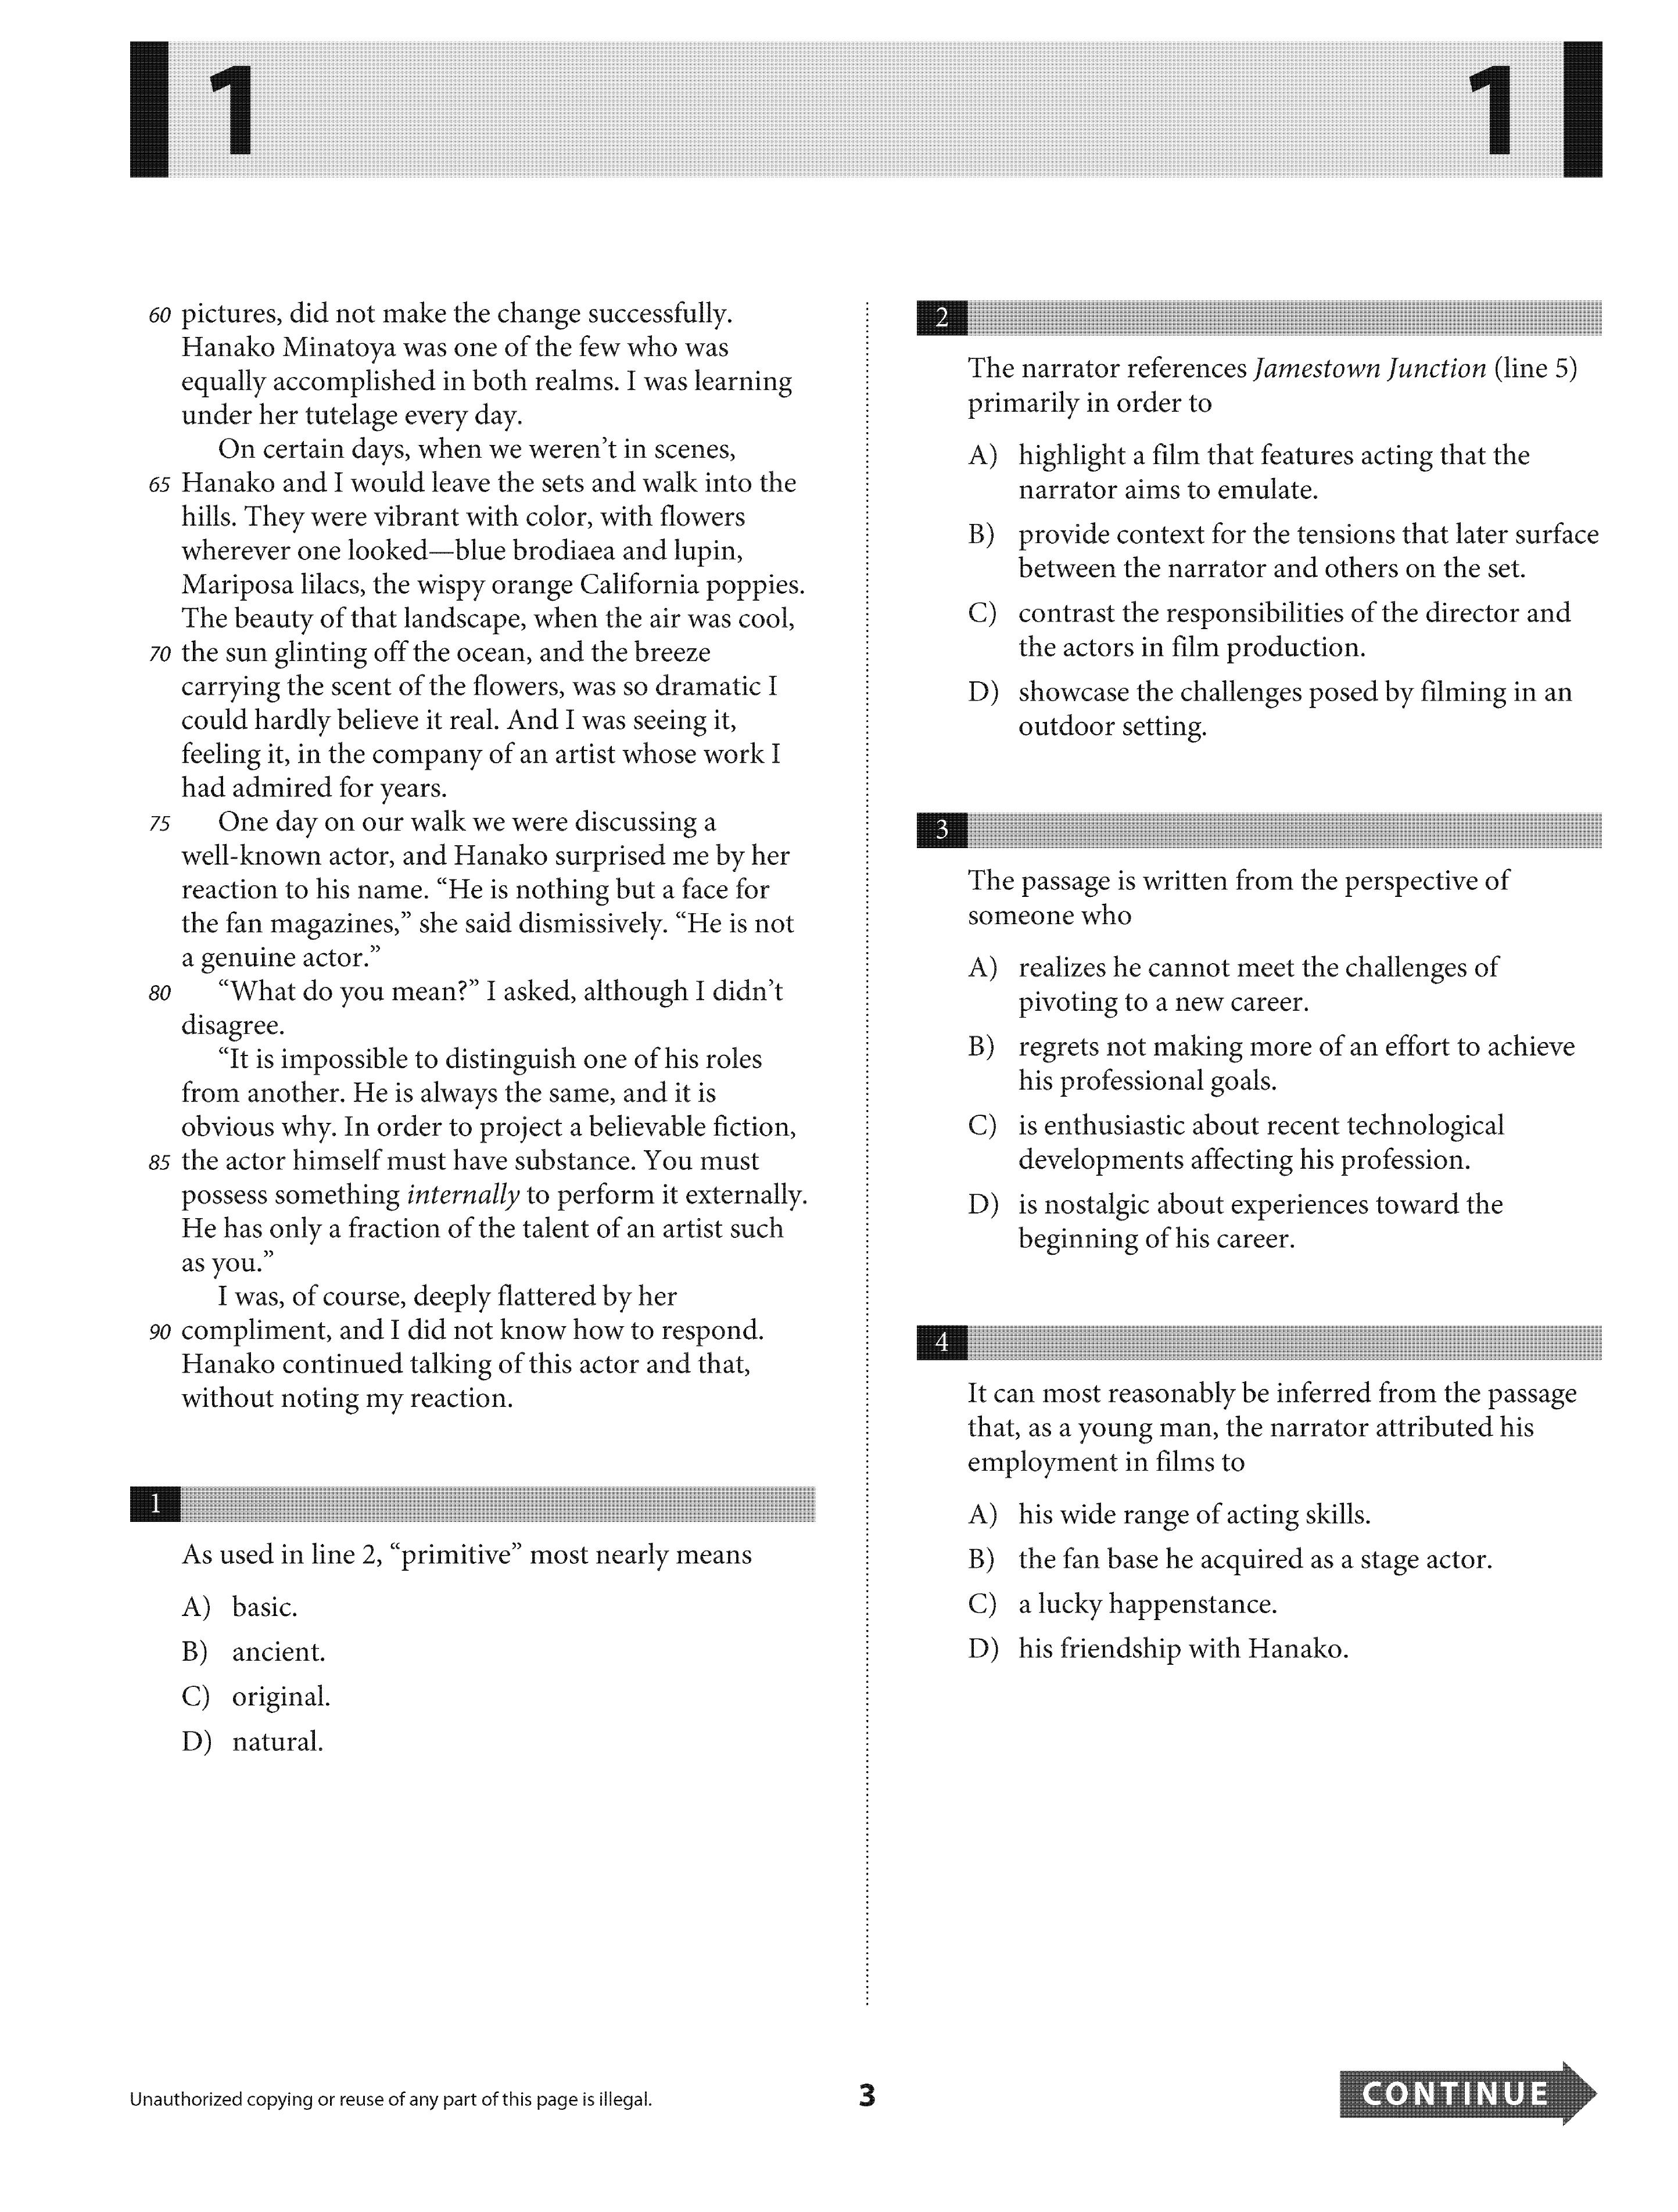 1
1
60 pictures, did not make the change successfully.
Hanako Minatoya was one of the few who was
equally accomplished in both realms. I was learning
under her tutelage every day.
On certain days, when we weren’t in scenes,
65 Hanako and I would leave the sets and walk into the
hills. They were vibrant with color, with flowers
wherever one looked—blue brodiaea and lupin,
Mariposa lilacs, the wispy orange California poppies.
The beauty of that landscape, when the air was cool,
70 the sun glinting off the ocean, and the breeze
carrying the scent of the flowers, was so dramatic I
could hardly believe it real. And I was seeing it,
feeling it, in the company of an artist whose work I
had admired for years.
75 One day on our walk we were discussing a
well-known actor, and Hanako surprised me by her
reaction to his name. “He is nothing but a face for
the fan magazines,” she said dismissively. “He is not
a genuine actor.”
80 “What do you mean?” I asked, although I didn’t
disagree.
“It is impossible to distinguish one of his roles
from another. He is always the same, and it is
obvious why. In order to project a believable fiction,
85 the actor himself must have substance. You must
possess something internally to perform it externally.
He has only a fraction of the talent of an artist such
as you.”
I was, of course, deeply flattered by her
90 compliment, and I did not know how to respond.
Hanako continued talking of this actor and that,
without noting my reaction.
1
As used in line 2, “primitive” most nearly means
A) basic.
B) ancient.
C) original.
D) natural.
2
The narrator references Jamestown Junction (line 5)
primarily in order to
A) highlight a film that features acting that the
narrator aims to emulate.
B) provide context for the tensions that later surface
between the narrator and others on the set.
C) contrast the responsibilities of the director and
the actors in film production.
D) showcase the challenges posed by filming in an
outdoor setting.
3
The passage is written from the perspective of
someone who
A) realizes he cannot meet the challenges of
pivoting to a new career.
B) regrets not making more of an effort to achieve
his professional goals.
C) is enthusiastic about recent technological
developments affecting his profession.
D) is nostalgic about experiences toward the
beginning of his career.
4
It can most reasonably be inferred from the passage
that, as a young man, the narrator attributed his
employment in films to
A) his wide range of acting skills.
B) the fan base he acquired as a stage actor.
C) a lucky happenstance.
D) his friendship with Hanako.
Unauthorized copying or reuse of any part of this page is illegal.
3
CONTINUE